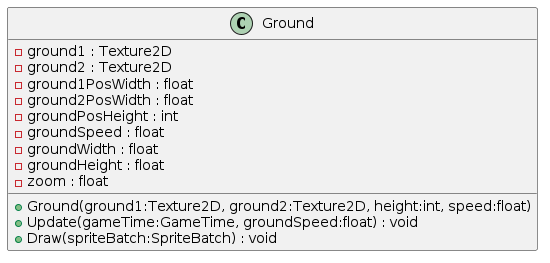 C Ground
ground1 : Texture2D
ground2 : Texture2D
ground1PosWidth : float
ground2PosWidth : float
groundPosHeight : int
groundSpeed : float
groundWidth : float
groundHeight : float
zoom : float
Ground(ground1:Texture2D, ground2:Texture2D, height:int, speed:float)
Update(gameTime:GameTime, groundSpeed:float) : void
Draw(spriteBatch:SpriteBatch) : void